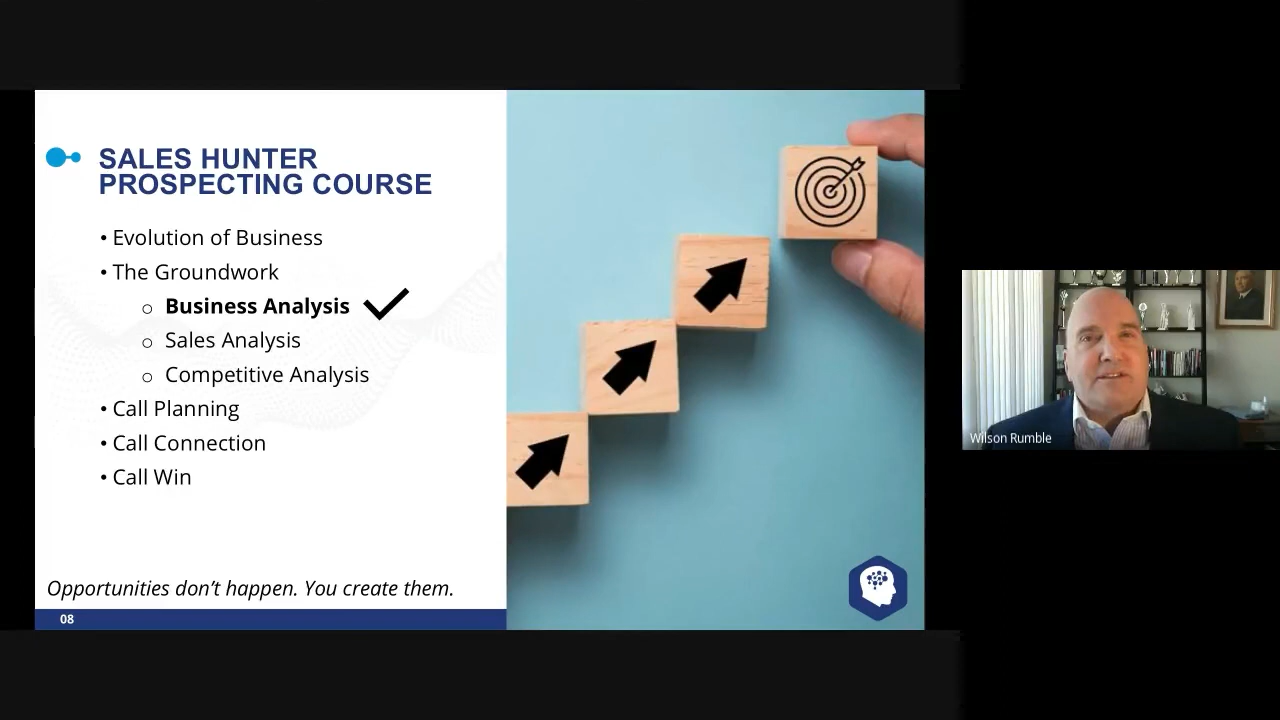 SALES HUNTER
PROSPECTING COURSE
• Evolution of Business
• The Groundwork
o Business Analysis
o Sales Analysis
o Competitive Analysis
• Call Planning
• Call Connection
• Call Win
Opportunities don't happen. You create them.
08
Wilson Rumble